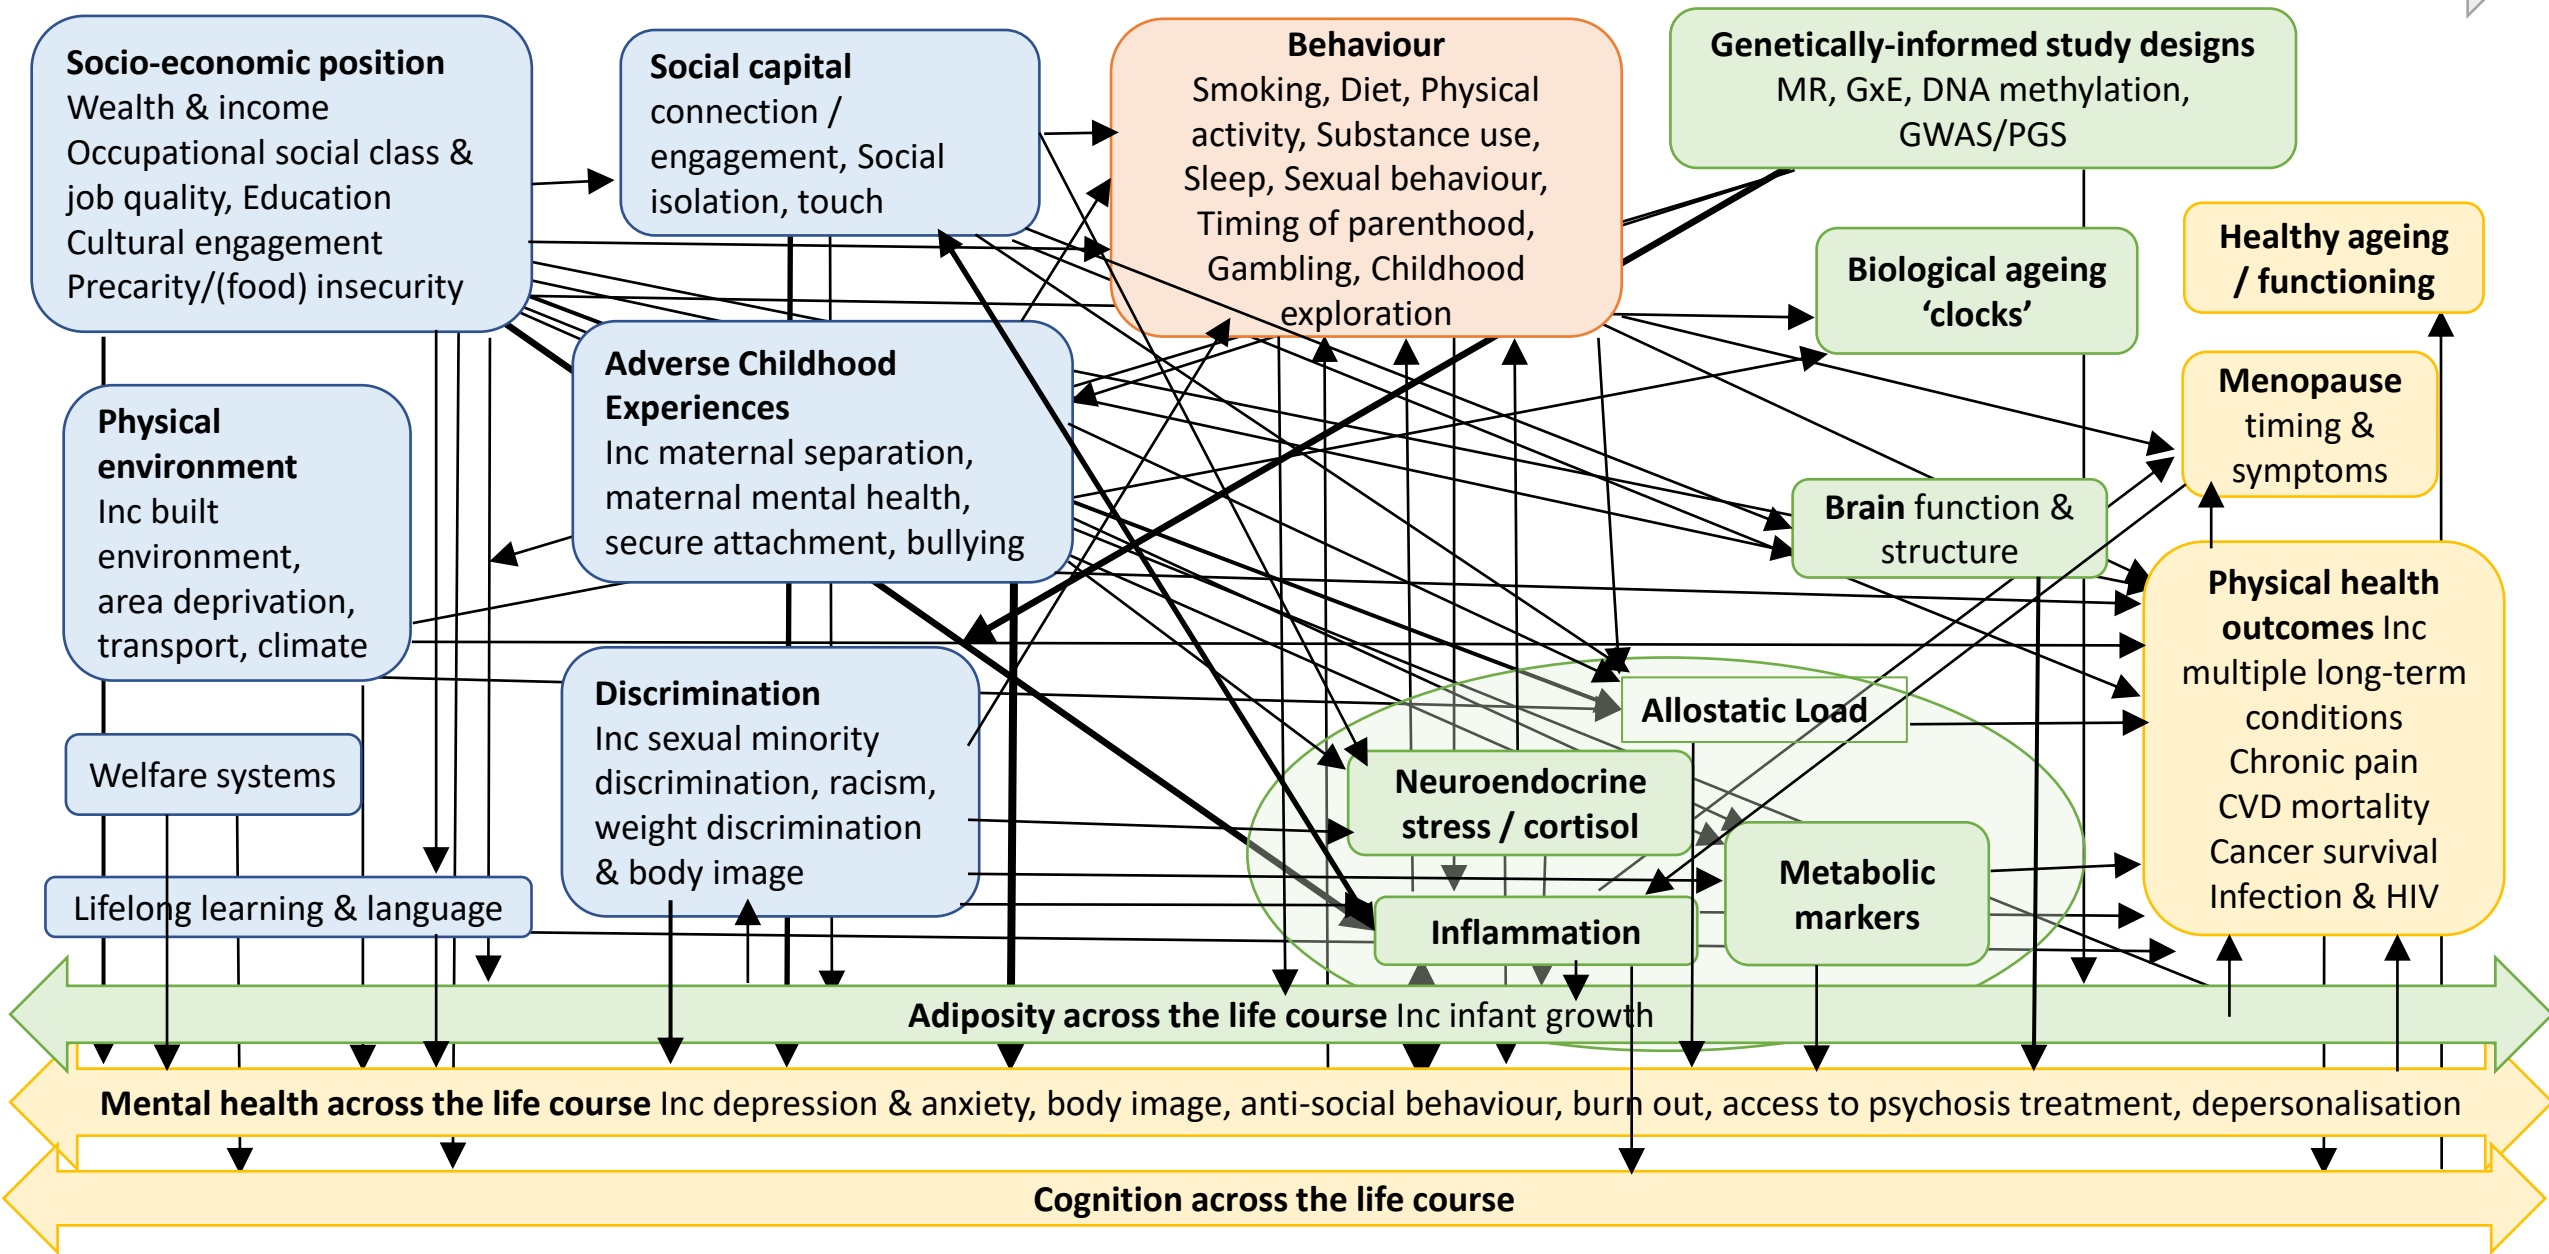 Socio-economic position
Wealth & income
Occupational social class &
job quality, Education
Cultural engagement
Precarity/(food) insecurity
Social capital
connection /
engagement, Social
isolation, touch
Behaviour
Smoking, Diet, Physical
activity, Substance use,
Sleep, Sexual behaviour,
Timing of parenthood,
Gambling, Childhood
exploration
Genetically-informed study designs
MR, GxE, DNA methylation,
GWAS/PGS
Biological ageing
‘clocks’
Healthy ageing
/ functioning
Menopause
timing &
symptoms
Physical
environment
Inc built
environment,
area deprivation,
transport, climate
Adverse Childhood
Experiences
Inc maternal separation,
maternal mental health,
secure attachment, bullying
Brain function &
structure
Physical health
outcomes Inc
multiple long-term
conditions
Chronic pain
CVD mortality
Cancer survival
Infection & HIV
Discrimination
Inc sexual minority
discrimination, racism,
weight discrimination
& body image
Welfare systems
Lifelong learning & language
Allostatic Load
Neuroendocrine
stress / cortisol
Metabolic
markers
Inflammation
Adiposity across the life course Inc infant growth
Mental health across the life course Inc depression & anxiety, body image, anti-social behaviour, burn out, access to psychosis treatment, depersonalisation
Cognition across the life course